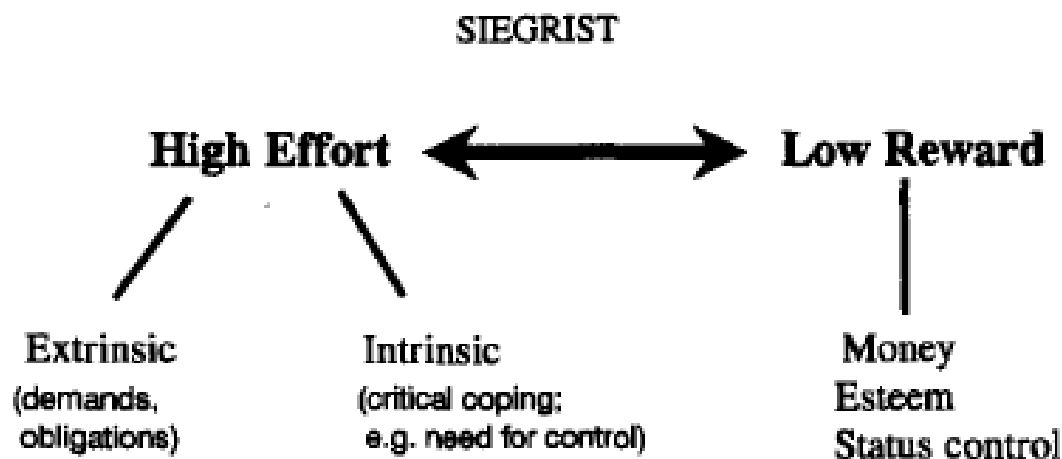 SIEGRIST
High Effort
Low Reward
Extrinsic
(demands,
obligations)
Intrinsic
(critical coping;
e.g. need for control)
Money
Esteem
Status control